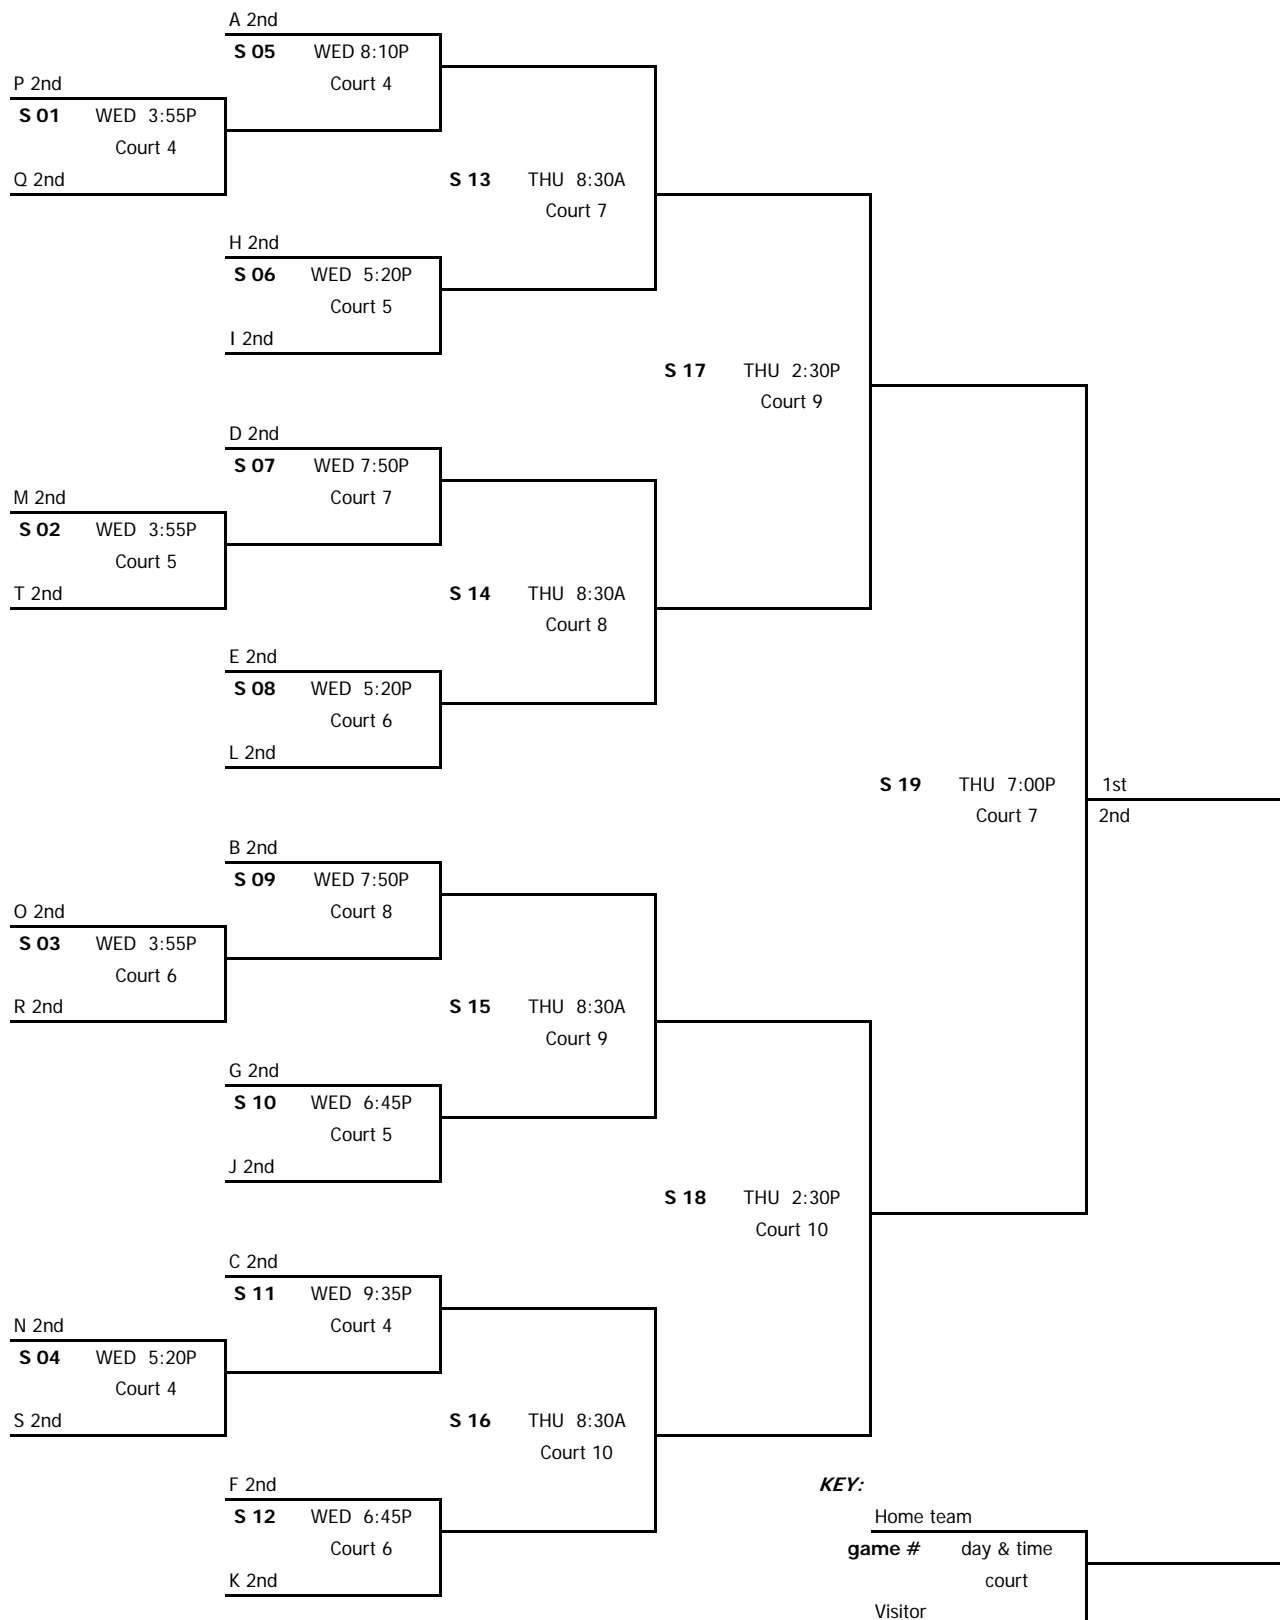 A 2nd
S 05 WED 8:10P
P 2nd Court 4
S 01 WED 3:55P
Court 4
Q 2nd S 13 THU 8:30A
Court 7
H 2nd
S 06 WED 5:20P
Court 5
I 2nd
S 17 THU 2:30P
Court 9
D 2nd
S 07 WED 7:50P
M 2nd Court 7
S 02 WED 3:55P
Court 5
T 2nd S 14 THU 8:30A
Court 8
E 2nd
S 08 WED 5:20P
Court 6
L 2nd
S 19 THU 7:00P 1st
Court 7 2nd
B 2nd
S 09 WED 7:50P
O 2nd Court 8
S 03 WED 3:55P
Court 6
R 2nd S 15 THU 8:30A
Court 9
G 2nd
S 10 WED 6:45P
Court 5
J 2nd
S 18 THU 2:30P
Court 10
C 2nd
S 11 WED 9:35P
N 2nd Court 4
S 04 WED 5:20P
Court 4
S 2nd S 16 THU 8:30A
Court 10
F 2nd KEY:
S 12 WED 6:45P Home team
Court 6 game # day & time
K 2nd court
Visitor